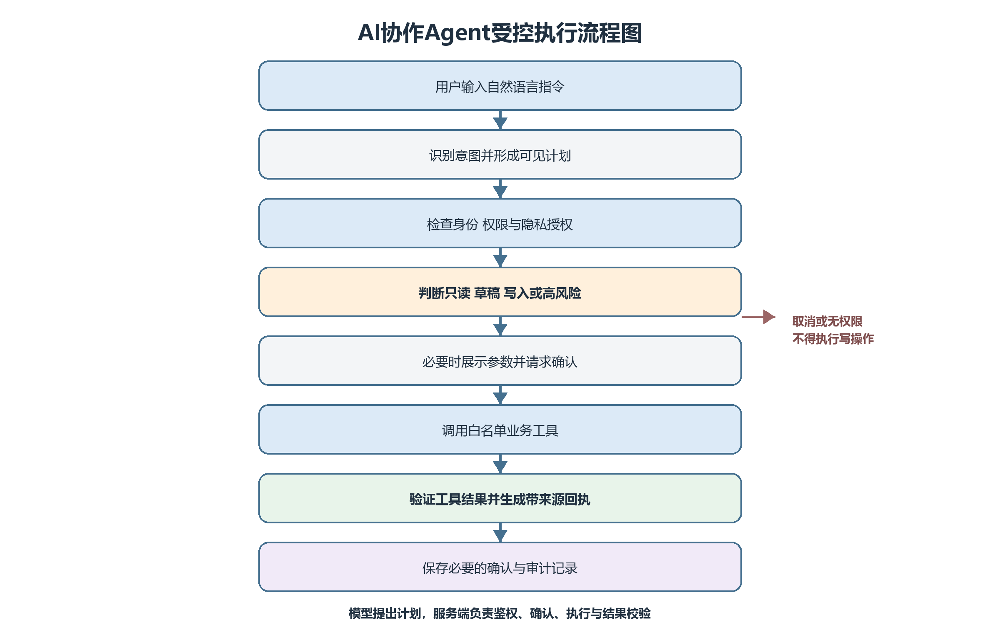 AI协作Agent受控执行流程图
用户输入自然语言指令
识别意图并形成可见计划
检查身份 权限与隐私授权
判断只读 草稿 写入或高风险
取消或无权限
不得执行写操作
必要时展示参数并请求确认
调用白名单业务工具
验证工具结果并生成带来源回执
保存必要的确认与审计记录
模型提出计划，服务端负责鉴权、确认、执行与结果校验